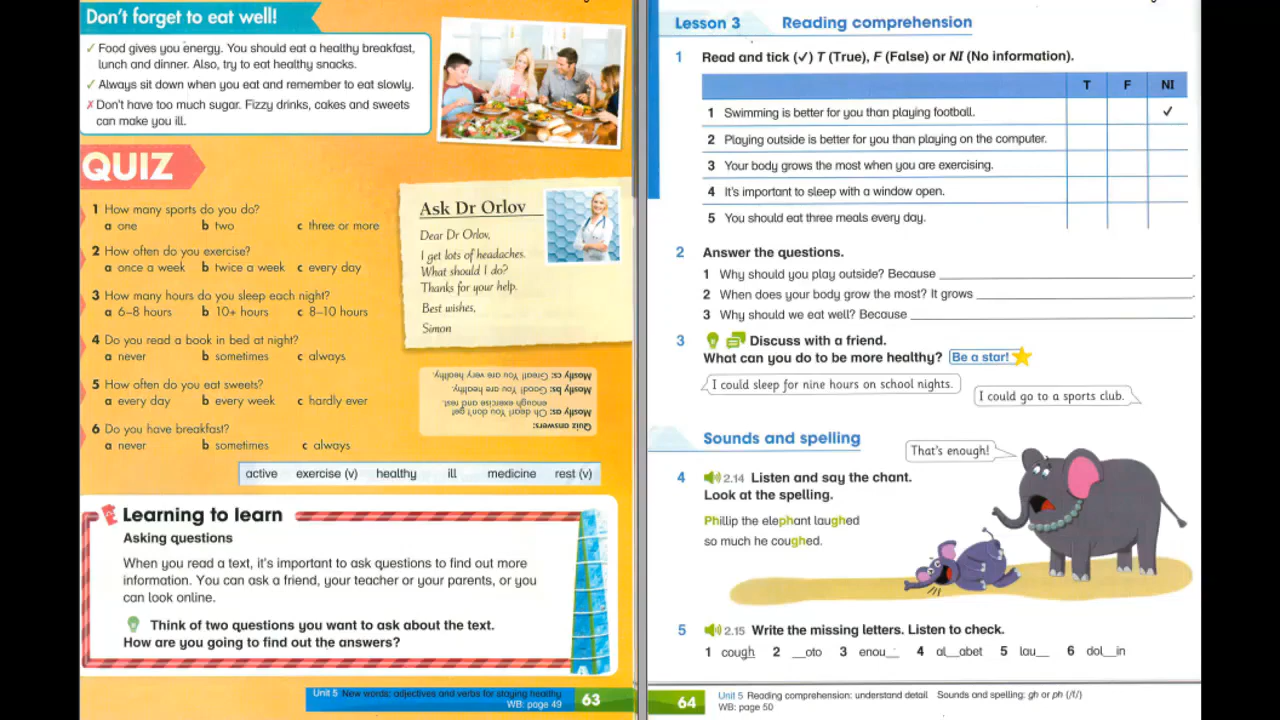 Don't forget to eat well!
✓ Food gives you energy. You should eat a healthy breakfast,
lunch and dinner. Also, try to eat healthy snacks.
✓ Always sit down when you eat and remember to eat slowly.
✗ Don't have too much sugar. Fizzy drinks, cakes and sweets
can make you ill.
QUIZ
1 How many sports do you do?
a one b two c three or more
2 How often do you exercise?
a once a week b twice a week c every day
3 How many hours do you sleep each night?
a 6–8 hours b 10+ hours c 8–10 hours
4 Do you read a book in bed at night?
a never b sometimes c always
5 How often do you eat sweets?
a every day b every week c hardly ever
6 Do you have breakfast?
a never b sometimes c always
Ask Dr Orlov
Dear Dr Orlov,
I get lots of headaches.
What should I do?
Thanks for your help.
Best wishes,
Simon
Quiz answers:
Mostly as: Oh dear! You don't get
enough exercise and rest.
Mostly bs: Good! You are healthy.
Mostly cs: Great! You are very healthy.
active exercise (v) healthy ill medicine rest (v)
Learning to learn
Asking questions
When you read a text, it's important to ask questions to find out more
information. You can ask a friend, your teacher or your parents, or you
can look online.
Think of two questions you want to ask about the text.
How are you going to find out the answers?
Unit 5 New words: adjectives and verbs for staying healthy
WB: page 49
63
Lesson 3 Reading comprehension
1 Read and tick (✓) T (True), F (False) or NI (No information).
T F NI
1 Swimming is better for you than playing football. ✓
2 Playing outside is better for you than playing on the computer.
3 Your body grows the most when you are exercising.
4 It's important to sleep with a window open.
5 You should eat three meals every day.
2 Answer the questions.
1 Why should you play outside? Because ____.
2 When does your body grow the most? It grows ____.
3 Why should we eat well? Because ____.
3 Discuss with a friend.
What can you do to be more healthy? Be a star!
I could sleep for nine hours on school nights.
I could go to a sports club.
Sounds and spelling
That's enough!
4 2.14 Listen and say the chant.
Look at the spelling.
Phillip the elephant laughed
so much he coughed.
5 2.15 Write the missing letters. Listen to check.
1 cough 2 __oto 3 enou__ 4 al__abet 5 lau__ 6 dol__in
64
Unit 5 Reading comprehension: understand detail Sounds and spelling: gh or ph (/f/)
WB: page 50